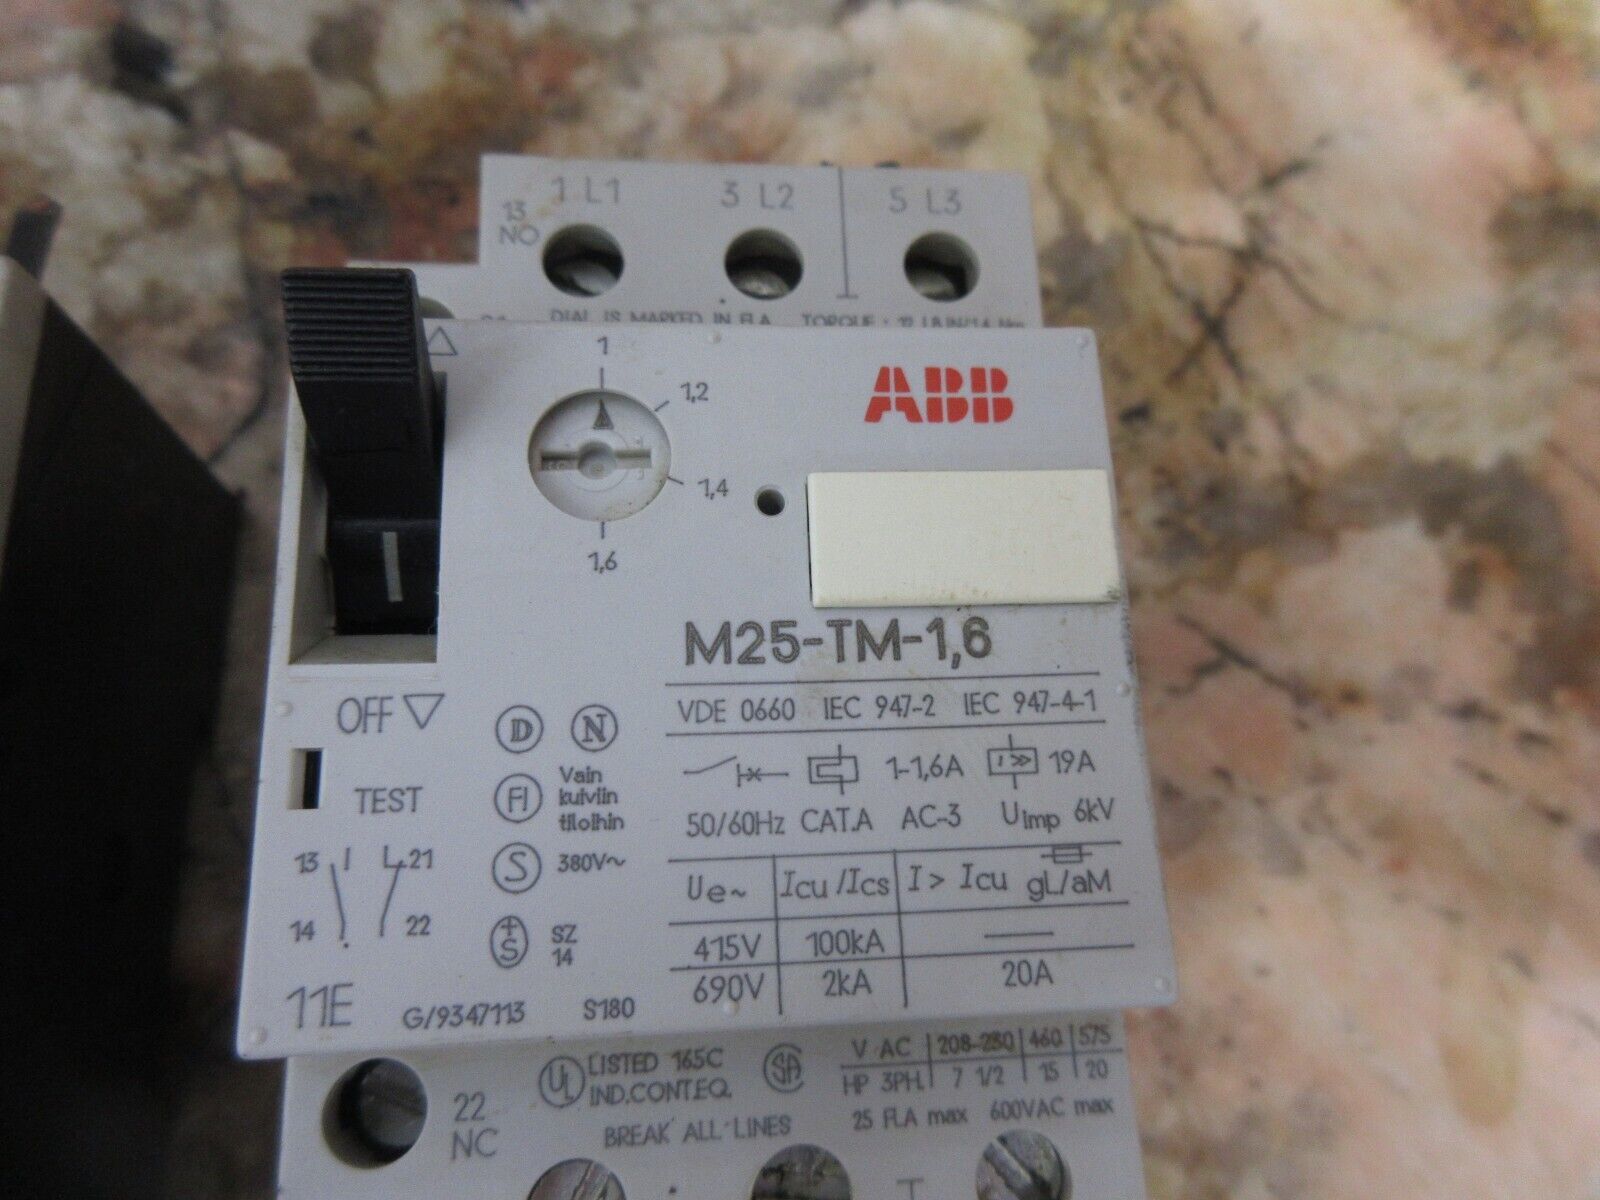 1 L1 3 L2 5 L3
13
NO
DIAL IS MARKED IN FLA TORQUE :
1
1,2
1,4
1,6
ABB
M25-TM-1,6
VDE 0660 IEC 947-2 IEC 947-4-1
1-1,6A I >> 19A
50/60Hz CAT.A AC-3 Uimp 6kV
Ue~ Icu/Ics I> Icu gL/aM
415V 100kA
690V 2kA 20A
OFF
TEST
D N
FI Vain
kuiviin
tiloihin
S 380V~
+S SZ
14
13 21
14 22
11E G/9347113 S180
UL LISTED 165C
IND.CONT.EQ.
SA
V AC 208-230 460 575
HP 3PH. 7 1/2 15 20
22
NC
BREAK ALL LINES 25 FLA max 600VAC max